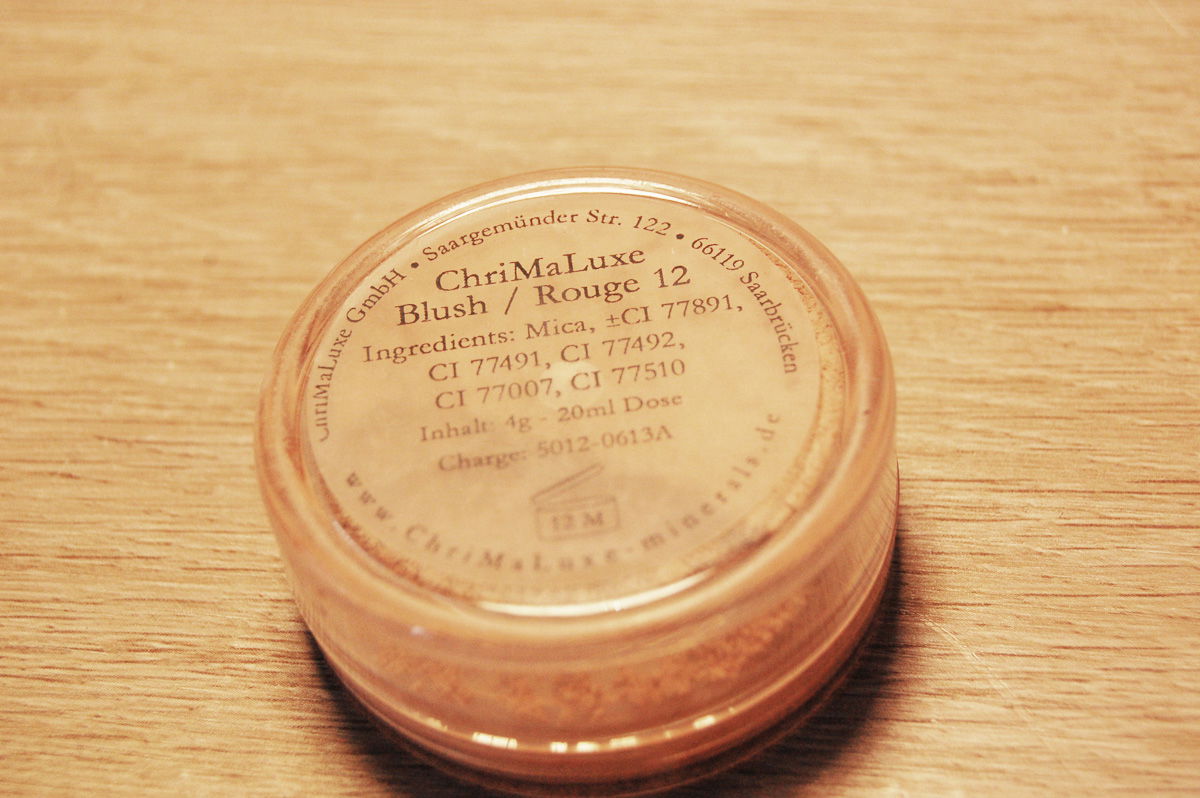 ChriMaLuxe GmbH • Saargemünder Str. 122 • 66119 Saarbrücken
ChriMaLuxe
Blush / Rouge 12
Ingredients: Mica, ±CI 77891,
CI 77491, CI 77492,
CI 77007, CI 77510
Inhalt: 4g - 20ml Dose
Charge: 5012-0613A
12 M
www.ChriMaLuxe-minerals.de